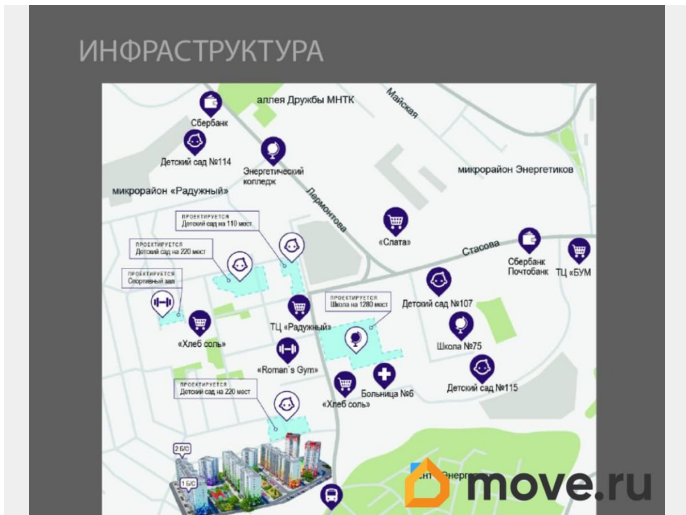 ИНФРАСТРУКТУРА
аллея Дружбы МНТК
Майская
Сбербанк
Детский сад №114
Энергетический
колледж
микрорайон Энергетиков
микрорайон «Радужный»
Лермонтова
ПРОЕКТИРУЕТСЯ
Детский сад на 110 мест
«Слата»
Стасова
ПРОЕКТИРУЕТСЯ
Детский сад на 220 мест
Сбербанк
Почтобанк
ТЦ «БУМ
ПРОЕКТИРУЕТСЯ
Спортивный зал
ПРОЕКТИРУЕТСЯ
Школа на 1280 мест
Детский сад №107
ТЦ «Радужный»
«Хлеб соль»
Школа №75
«Roman`s Gym»
ПРОЕКТИРУЕТСЯ
Детский сад на 220 мест
Больница №6
Детский сад №115
«Хлеб соль»
2 Б/С
1 Б/С
move.ru